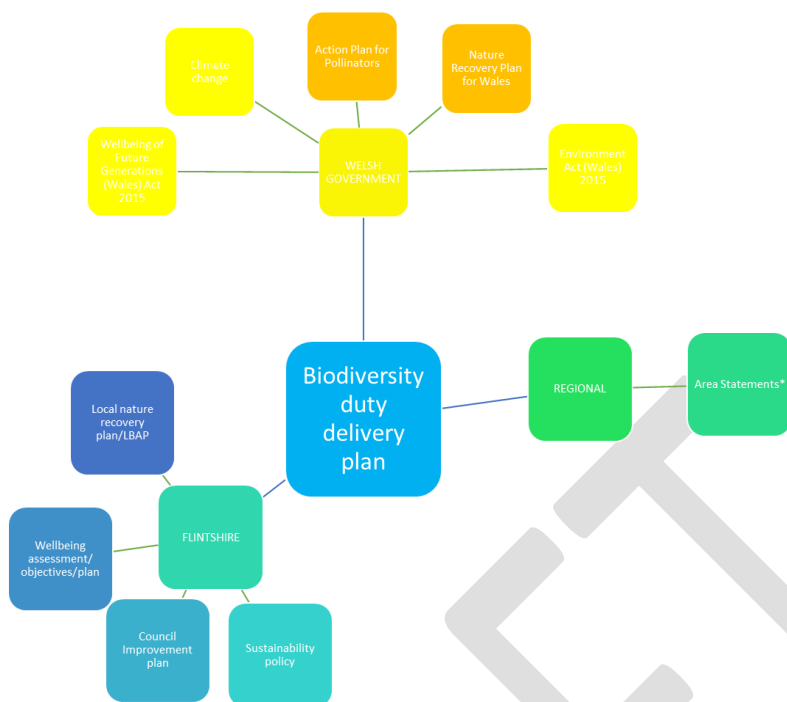 Action Plan for
Pollinators
Nature
Recovery Plan
for Wales
Climate
change
Wellbeing of
Future
Generations
(Wales) Act
2015
WELSH
GOVERNMENT
Environment
Act (Wales)
2015
Biodiversity
duty
delivery
plan
REGIONAL
Area Statements*
Local nature
recovery
plan/LBAP
FLINTSHIRE
Wellbeing
assessment/
objectives/plan
Council
Improvement
plan
Sustainability
policy